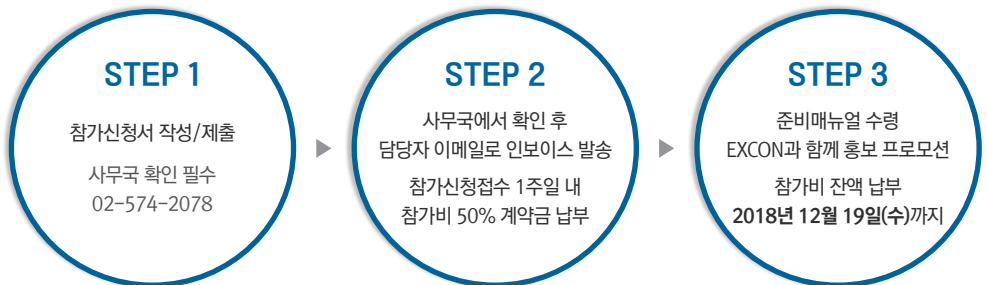 STEP 1
참가신청서 작성/제출
사무국 확인 필수
02-574-2078
STEP 2
사무국에서 확인 후
담당자 이메일로 인보이스 발송
참가신청접수 1주일 내
참가비 50% 계약금 납부
STEP 3
준비매뉴얼 수령
EXCON과 함께 홍보 프로모션
참가비 잔액 납부
2018년 12월 19일(수)까지